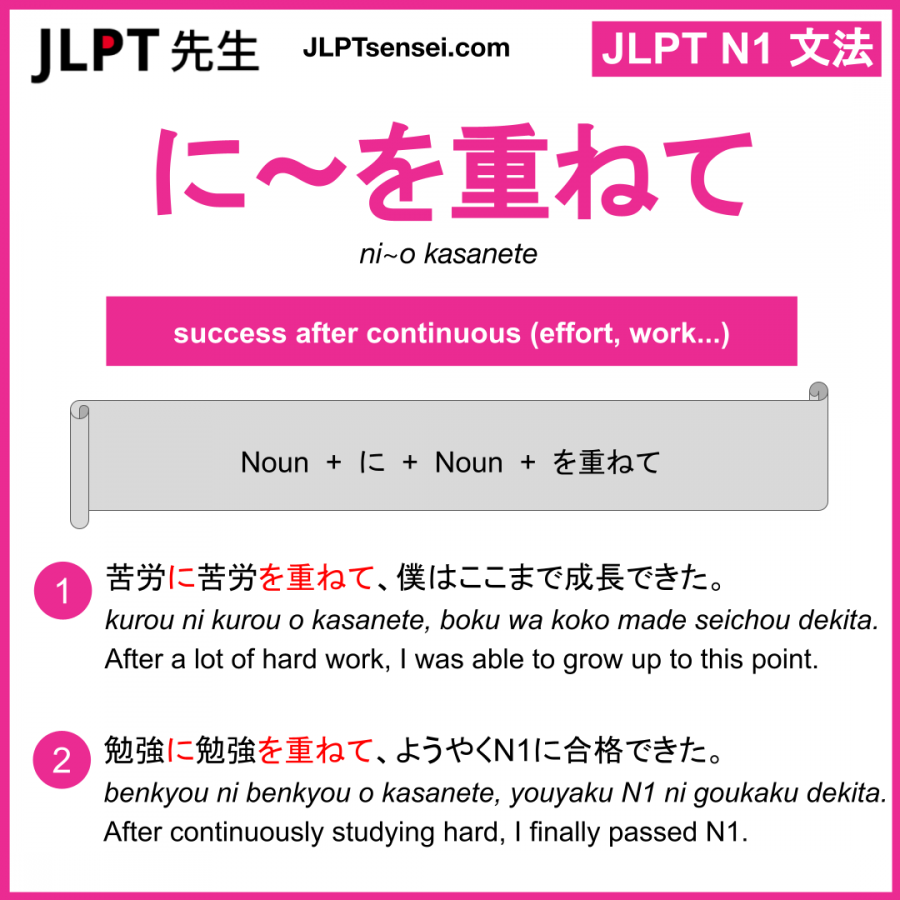 JLPT 先生
JLPTsensei.com
JLPT N1 文法
に～を重ねて
ni~o kasanete
success after continuous (effort, work...)
Noun + に + Noun + を重ねて
1
苦労に苦労を重ねて、僕はここまで成長できた。
kurou ni kurou o kasanete, boku wa koko made seichou dekita.
After a lot of hard work, I was able to grow up to this point.
2
勉強に勉強を重ねて、ようやくN1に合格できた。
benkyou ni benkyou o kasanete, youyaku N1 ni goukaku dekita.
After continuously studying hard, I finally passed N1.